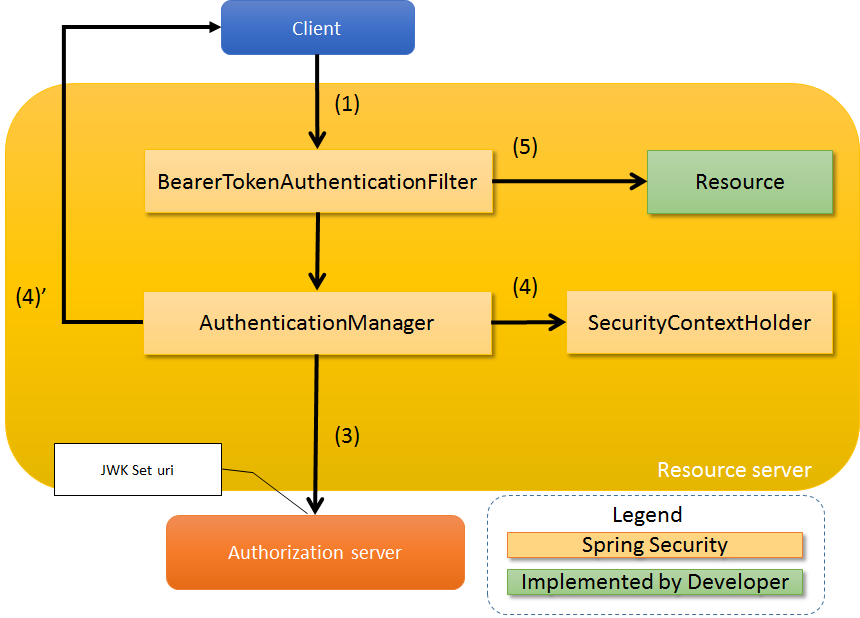 Client
(1)
(5)
BearerTokenAuthenticationFilter
Resource
(4)’
(4)
AuthenticationManager
SecurityContextHolder
(3)
JWK Set uri
Resource server
Authorization server
Legend
Spring Security
Implemented by Developer